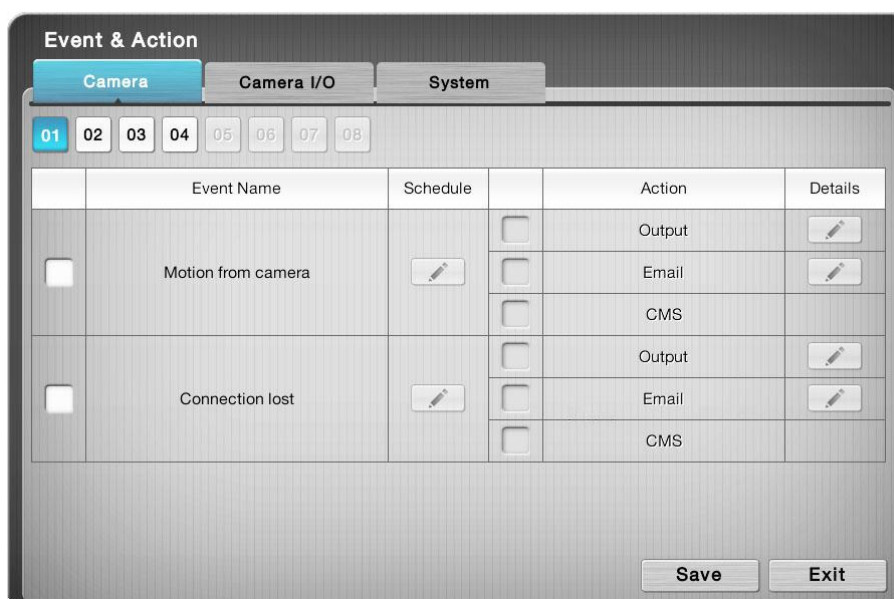 Event & Action
Camera Camera I/O System
01 02 03 04 05 06 07 08
Event Name Schedule Action Details
Output
Motion from camera Email
CMS
Output
Connection lost Email
CMS
Save Exit